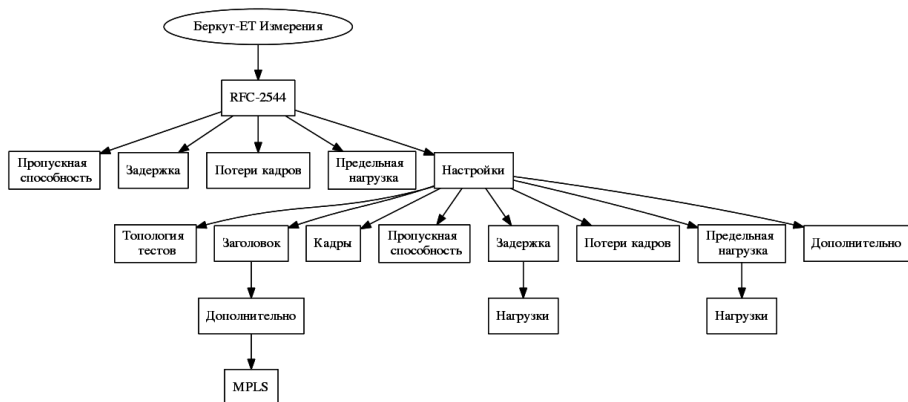 Беркут-ЕТ Измерения
RFC-2544
Пропускная
способность
Задержка
Потери кадров
Предельная
нагрузка
Настройки
Топология
тестов
Заголовок
Кадры
Пропускная
способность
Задержка
Потери кадров
Предельная
нагрузка
Дополнительно
Дополнительно
Нагрузки
Нагрузки
MPLS